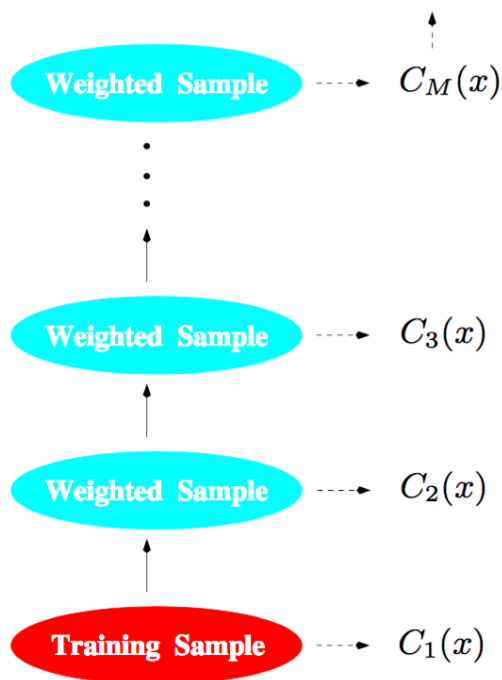 Weighted Sample C_M(x)
Weighted Sample C_3(x)
Weighted Sample C_2(x)
Training Sample C_1(x)